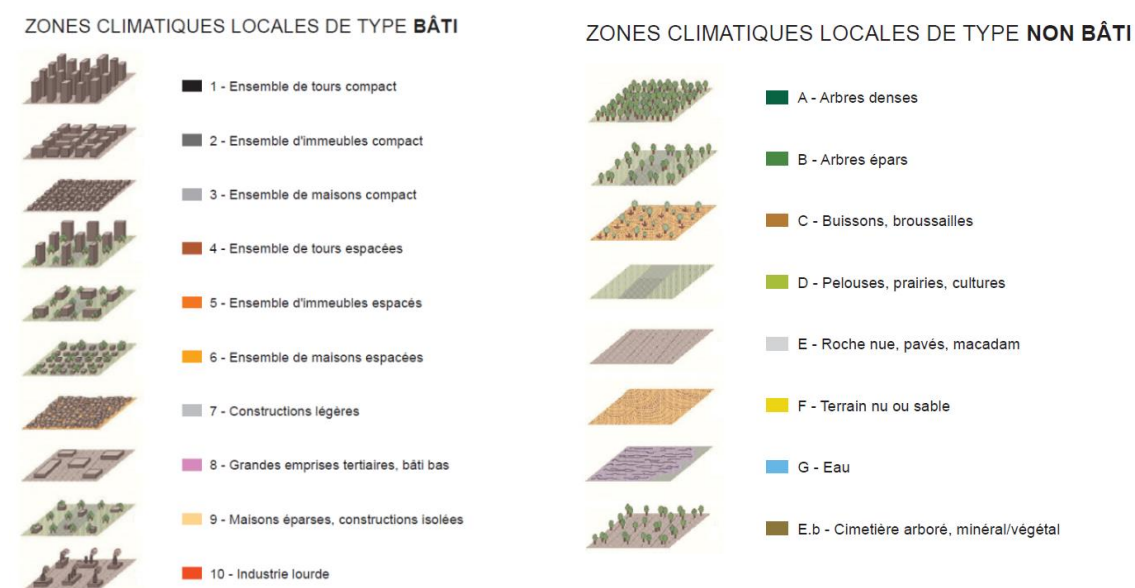 ZONES CLIMATIQUES LOCALES DE TYPE BÂTI
1 - Ensemble de tours compact
2 - Ensemble d'immeubles compact
3 - Ensemble de maisons compact
4 - Ensemble de tours espacées
5 - Ensemble d'immeubles espacés
6 - Ensemble de maisons espacées
7 - Constructions légères
8 - Grandes emprises tertiaires, bâti bas
9 - Maisons éparses, constructions isolées
10 - Industrie lourde
ZONES CLIMATIQUES LOCALES DE TYPE NON BÂTI
A - Arbres denses
B - Arbres épars
C - Buissons, broussailles
D - Pelouses, prairies, cultures
E - Roche nue, pavés, macadam
F - Terrain nu ou sable
G - Eau
E.b - Cimetière arboré, minéral/végétal